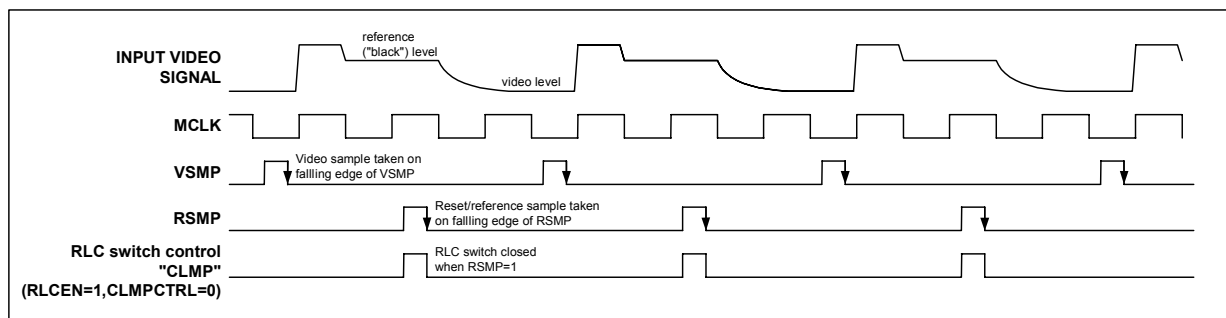 INPUT VIDEO
SIGNAL
reference
("black") level
video level
MCLK
VSMP
Video sample taken on
fallling edge of VSMP
RSMP
Reset/reference sample taken
on fallling edge of RSMP
RLC switch control
"CLMP"
(RLCEN=1,CLMPCTRL=0)
RLC switch closed
when RSMP=1